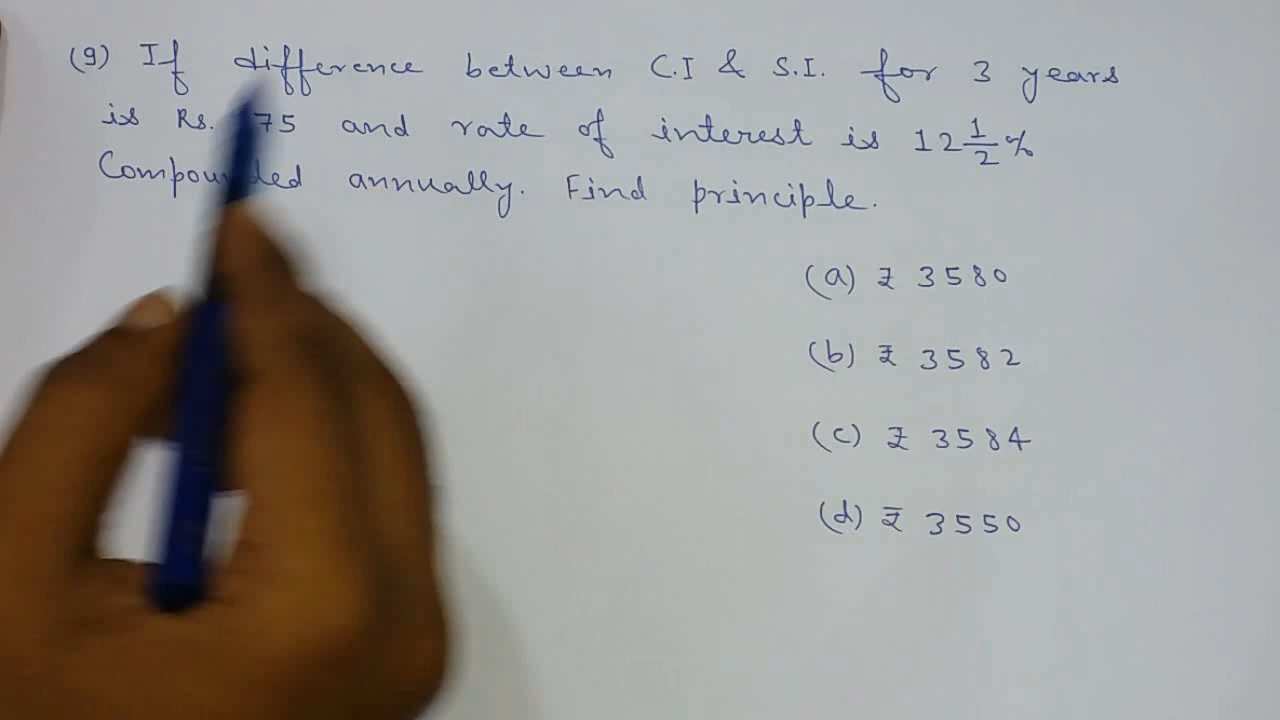 (9) If difference between C.I & S.I. for 3 years
is Rs. 75 and rate of interest is 12 1/2 %
Compounded annually. Find principle.
(a) ₹ 3580
(b) ₹ 3582
(c) ₹ 3584
(d) ₹ 3550